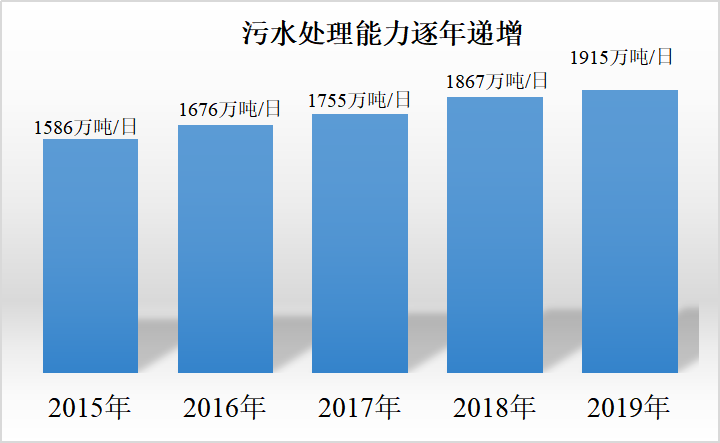 污水处理能力逐年递增
1586万吨/日
1676万吨/日
1755万吨/日
1867万吨/日
1915万吨/日
2015年
2016年
2017年
2018年
2019年